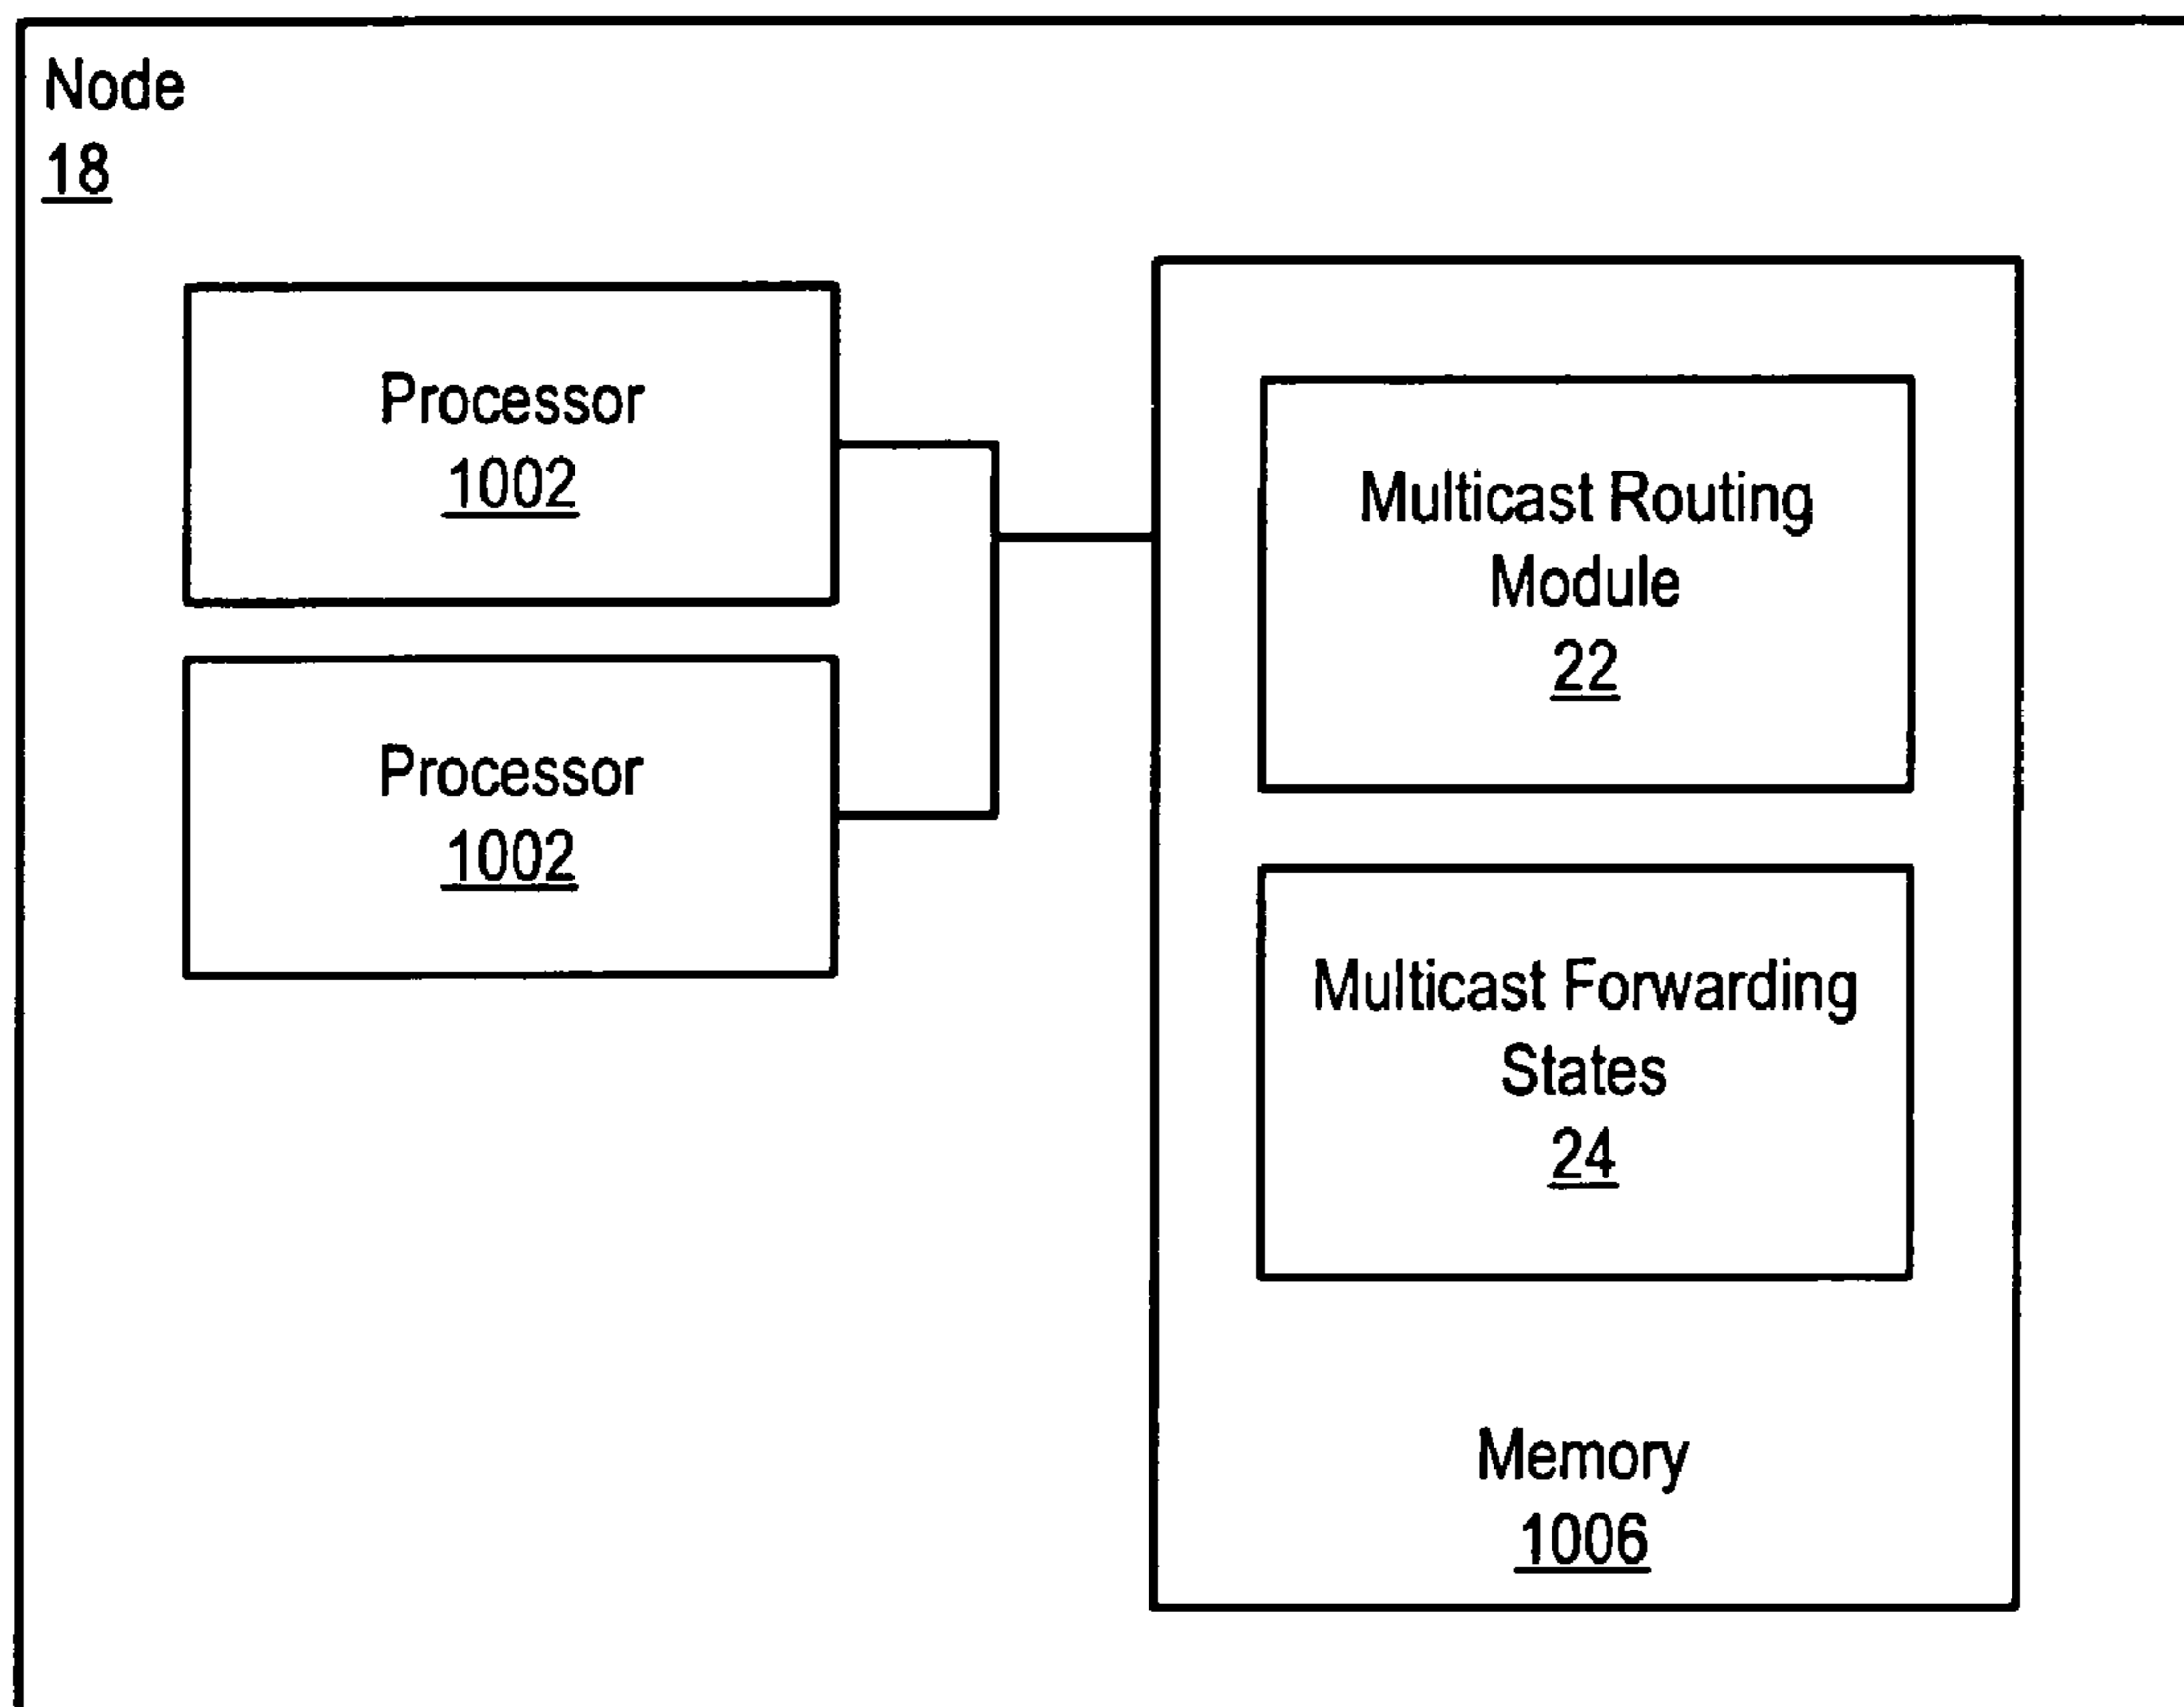 Node
18
Processor
1002
Processor
1002
Multicast Routing
Module
22
Multicast Forwarding
States
24
Memory
1006